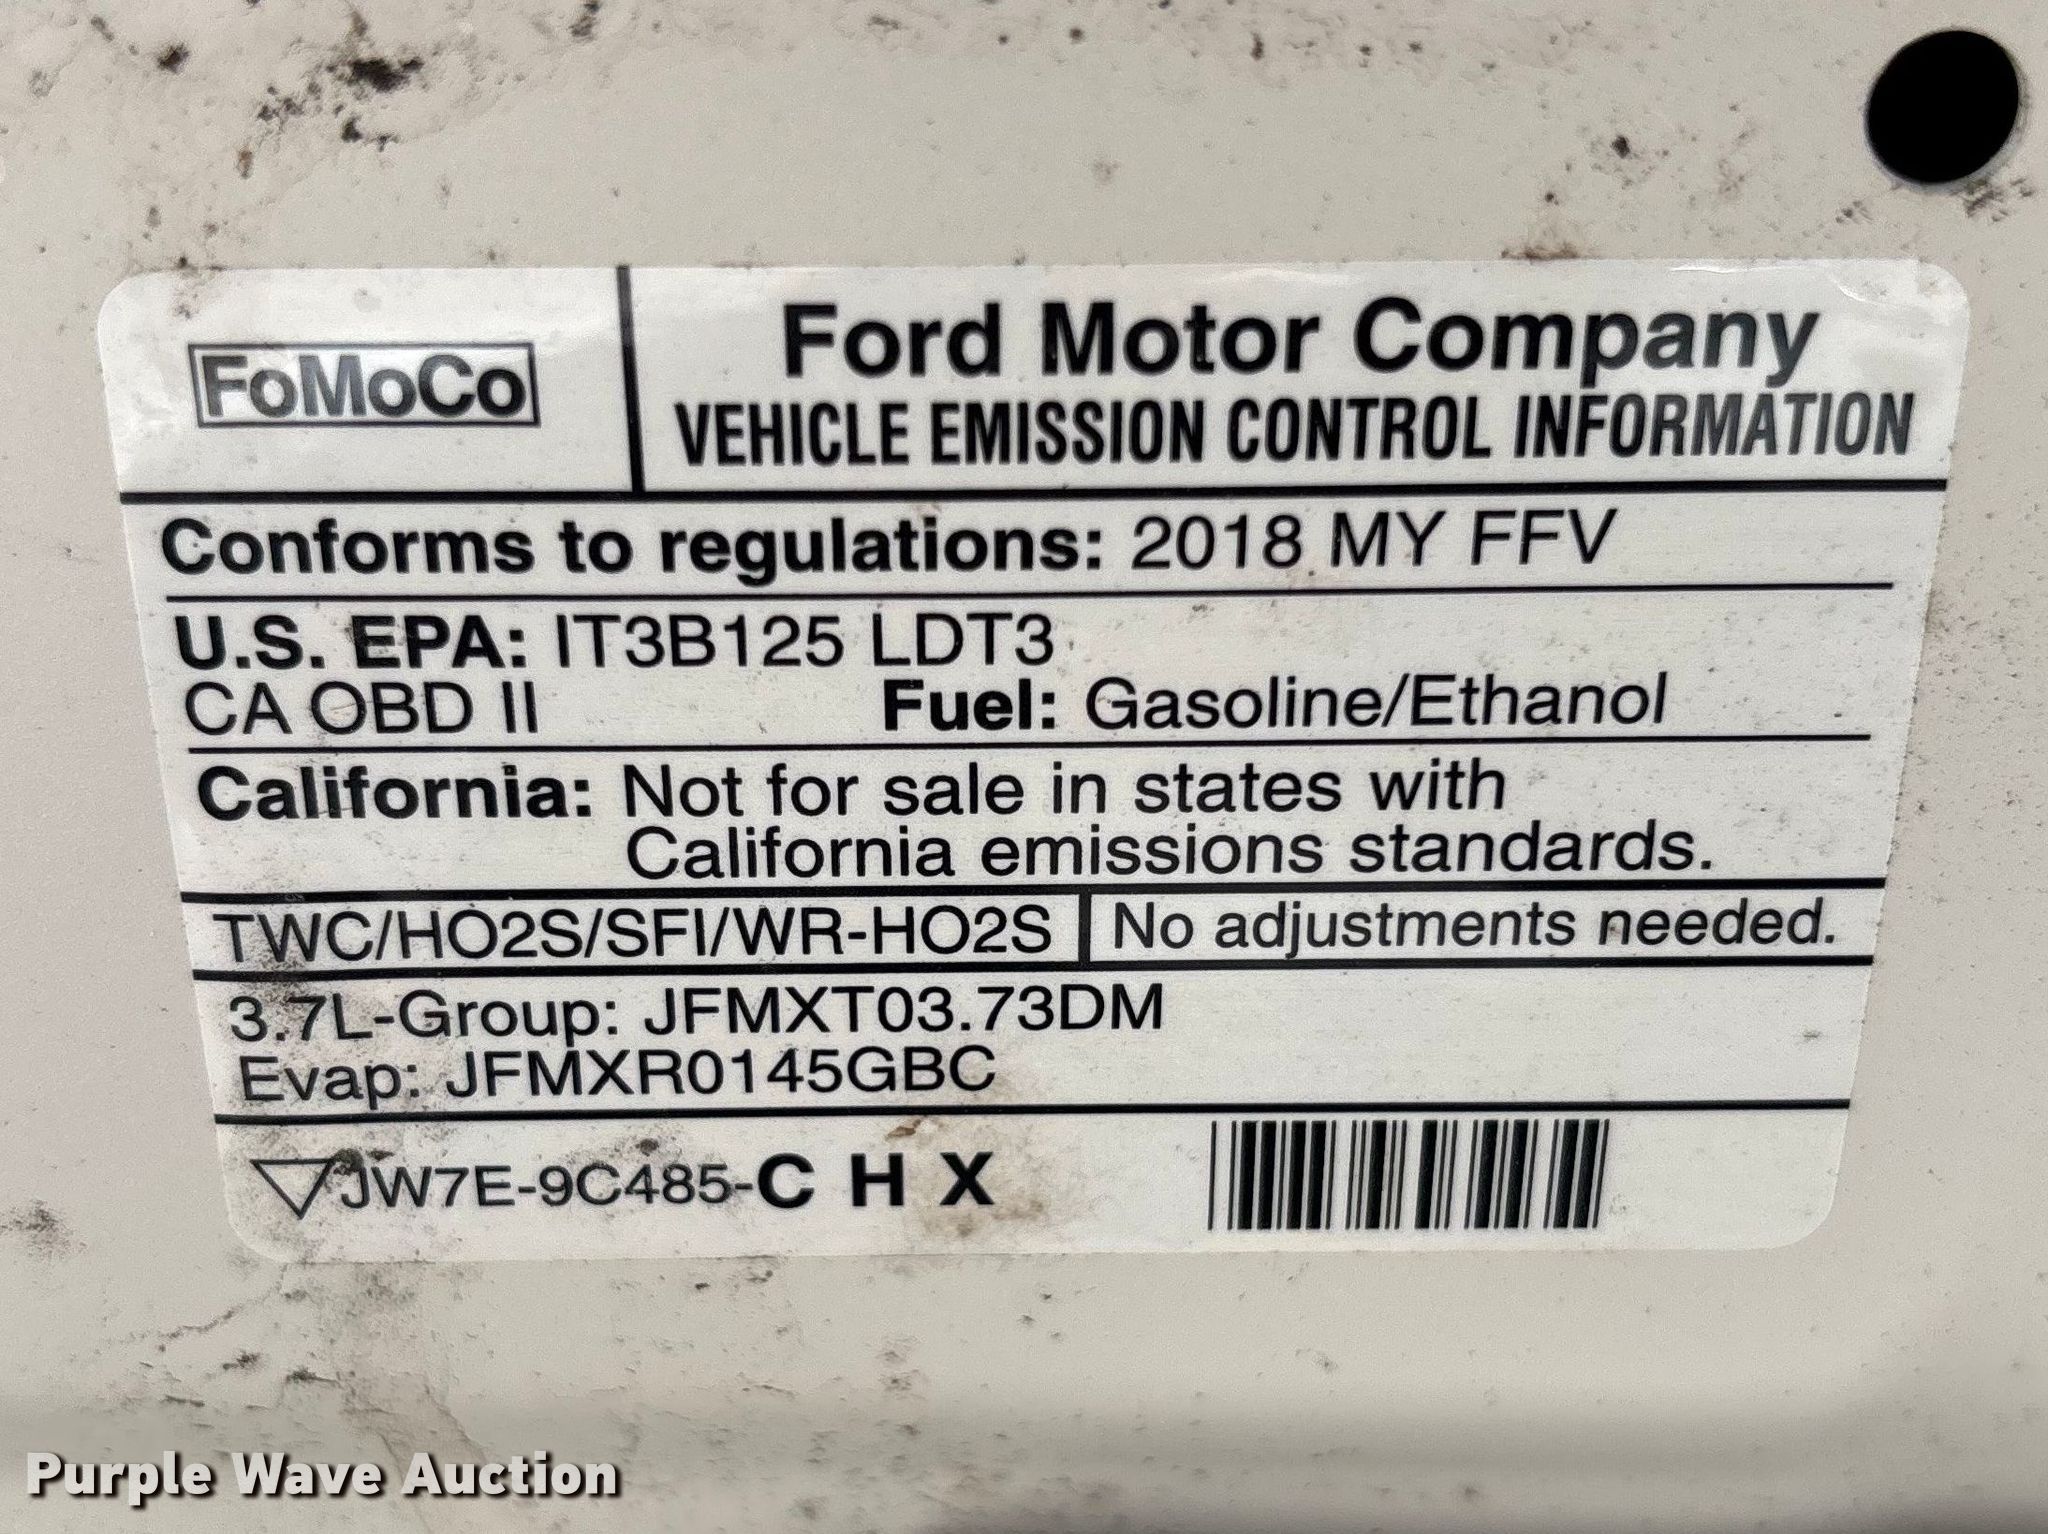 FoMoCo
Ford Motor Company
VEHICLE EMISSION CONTROL INFORMATION
Conforms to regulations: 2018 MY FFV
U.S. EPA: IT3B125 LDT3
CA OBD II Fuel: Gasoline/Ethanol
California: Not for sale in states with
California emissions standards.
TWC/HO2S/SFI/WR-HO2S No adjustments needed.
3.7L-Group: JFMXT03.73DM
Evap: JFMXR0145GBC
JW7E-9C485-C H X
Purple Wave Auction